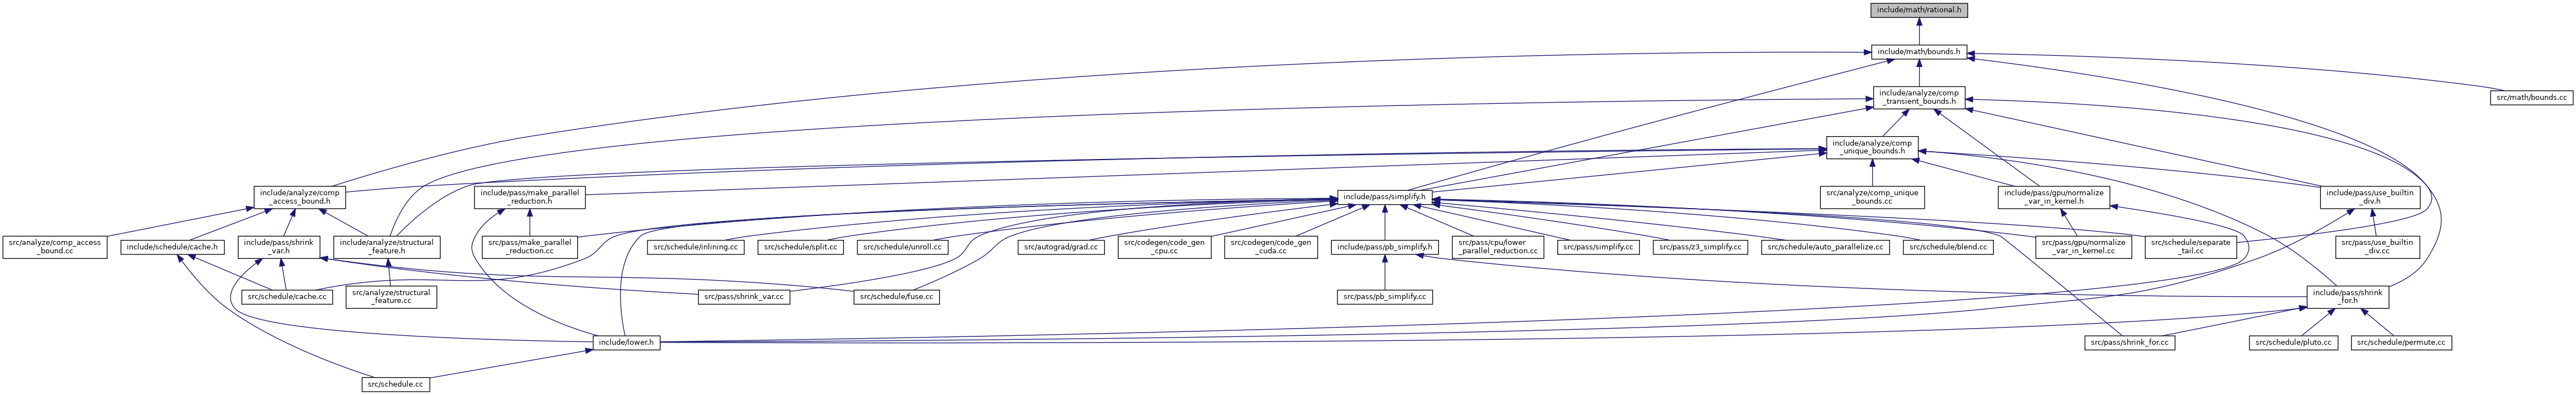 include/math/rational.h
include/math/bounds.h
include/analyze/comp
_transient_bounds.h
src/math/bounds.cc
include/analyze/comp
_unique_bounds.h
include/analyze/comp
_access_bound.h
include/pass/make_parallel
_reduction.h
include/pass/simplify.h
src/analyze/comp_unique
_bounds.cc
include/pass/gpu/normalize
_var_in_kernel.h
include/pass/use_builtin
_div.h
src/analyze/comp_access
_bound.cc
include/schedule/cache.h
include/pass/shrink
_var.h
include/analyze/structural
_feature.h
src/pass/make_parallel
_reduction.cc
src/schedule/inlining.cc
src/schedule/split.cc
src/schedule/unroll.cc
src/autograd/grad.cc
src/codegen/code_gen
_cpu.cc
src/codegen/code_gen
_cuda.cc
include/pass/pb_simplify.h
src/pass/cpu/lower
_parallel_reduction.cc
src/pass/simplify.cc
src/pass/z3_simplify.cc
src/schedule/auto_parallelize.cc
src/schedule/blend.cc
src/pass/gpu/normalize
_var_in_kernel.cc
src/schedule/separate
_tail.cc
src/pass/use_builtin
_div.cc
src/schedule/cache.cc
src/analyze/structural
_feature.cc
src/pass/shrink_var.cc
src/schedule/fuse.cc
src/pass/pb_simplify.cc
include/pass/shrink
_for.h
include/lower.h
src/pass/shrink_for.cc
src/schedule/pluto.cc
src/schedule/permute.cc
src/schedule.cc